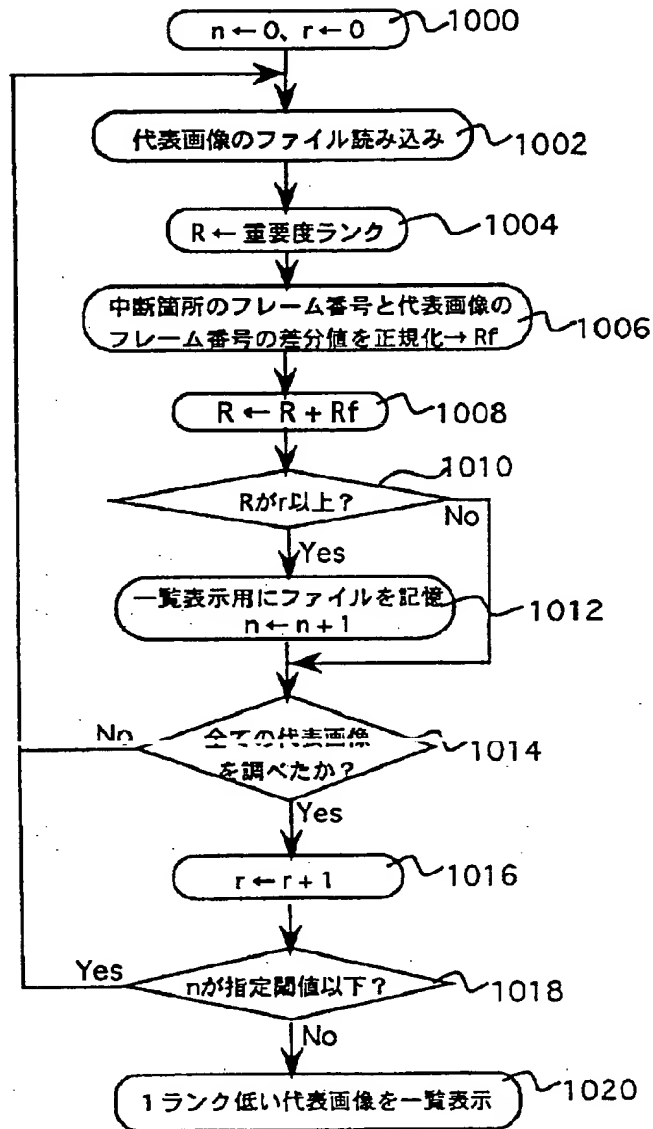 n←0、r←0
1000
代表画像のファイル読み込み
1002
R←重要度ランク
1004
中断箇所のフレーム番号と代表画像の
フレーム番号の差分値を正規化→Rf
1006
R←R+Rf
1008
1010
Rがr以上？
No
Yes
一覧表示用にファイルを記憶
n←n+1
1012
No
全ての代表画像
を調べたか？
1014
Yes
r←r+1
1016
Yes
nが指定閾値以下？
1018
No
1ランク低い代表画像を一覧表示
1020